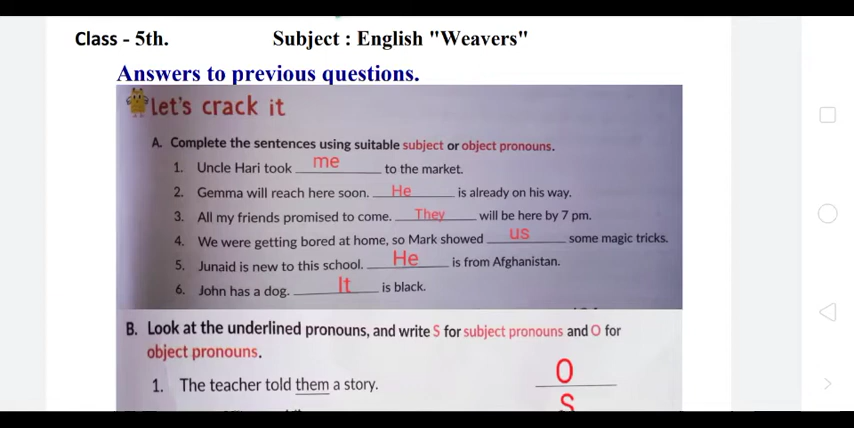 Class - 5th. Subject : English "Weavers"
Answers to previous questions.
Let's crack it
A. Complete the sentences using suitable subject or object pronouns.
1. Uncle Hari took me to the market.
2. Gemma will reach here soon. He is already on his way.
3. All my friends promised to come. They will be here by 7 pm.
4. We were getting bored at home, so Mark showed us some magic tricks.
5. Junaid is new to this school. He is from Afghanistan.
6. John has a dog. It is black.
B. Look at the underlined pronouns, and write S for subject pronouns and O for
object pronouns.
1. The teacher told them a story. O
S